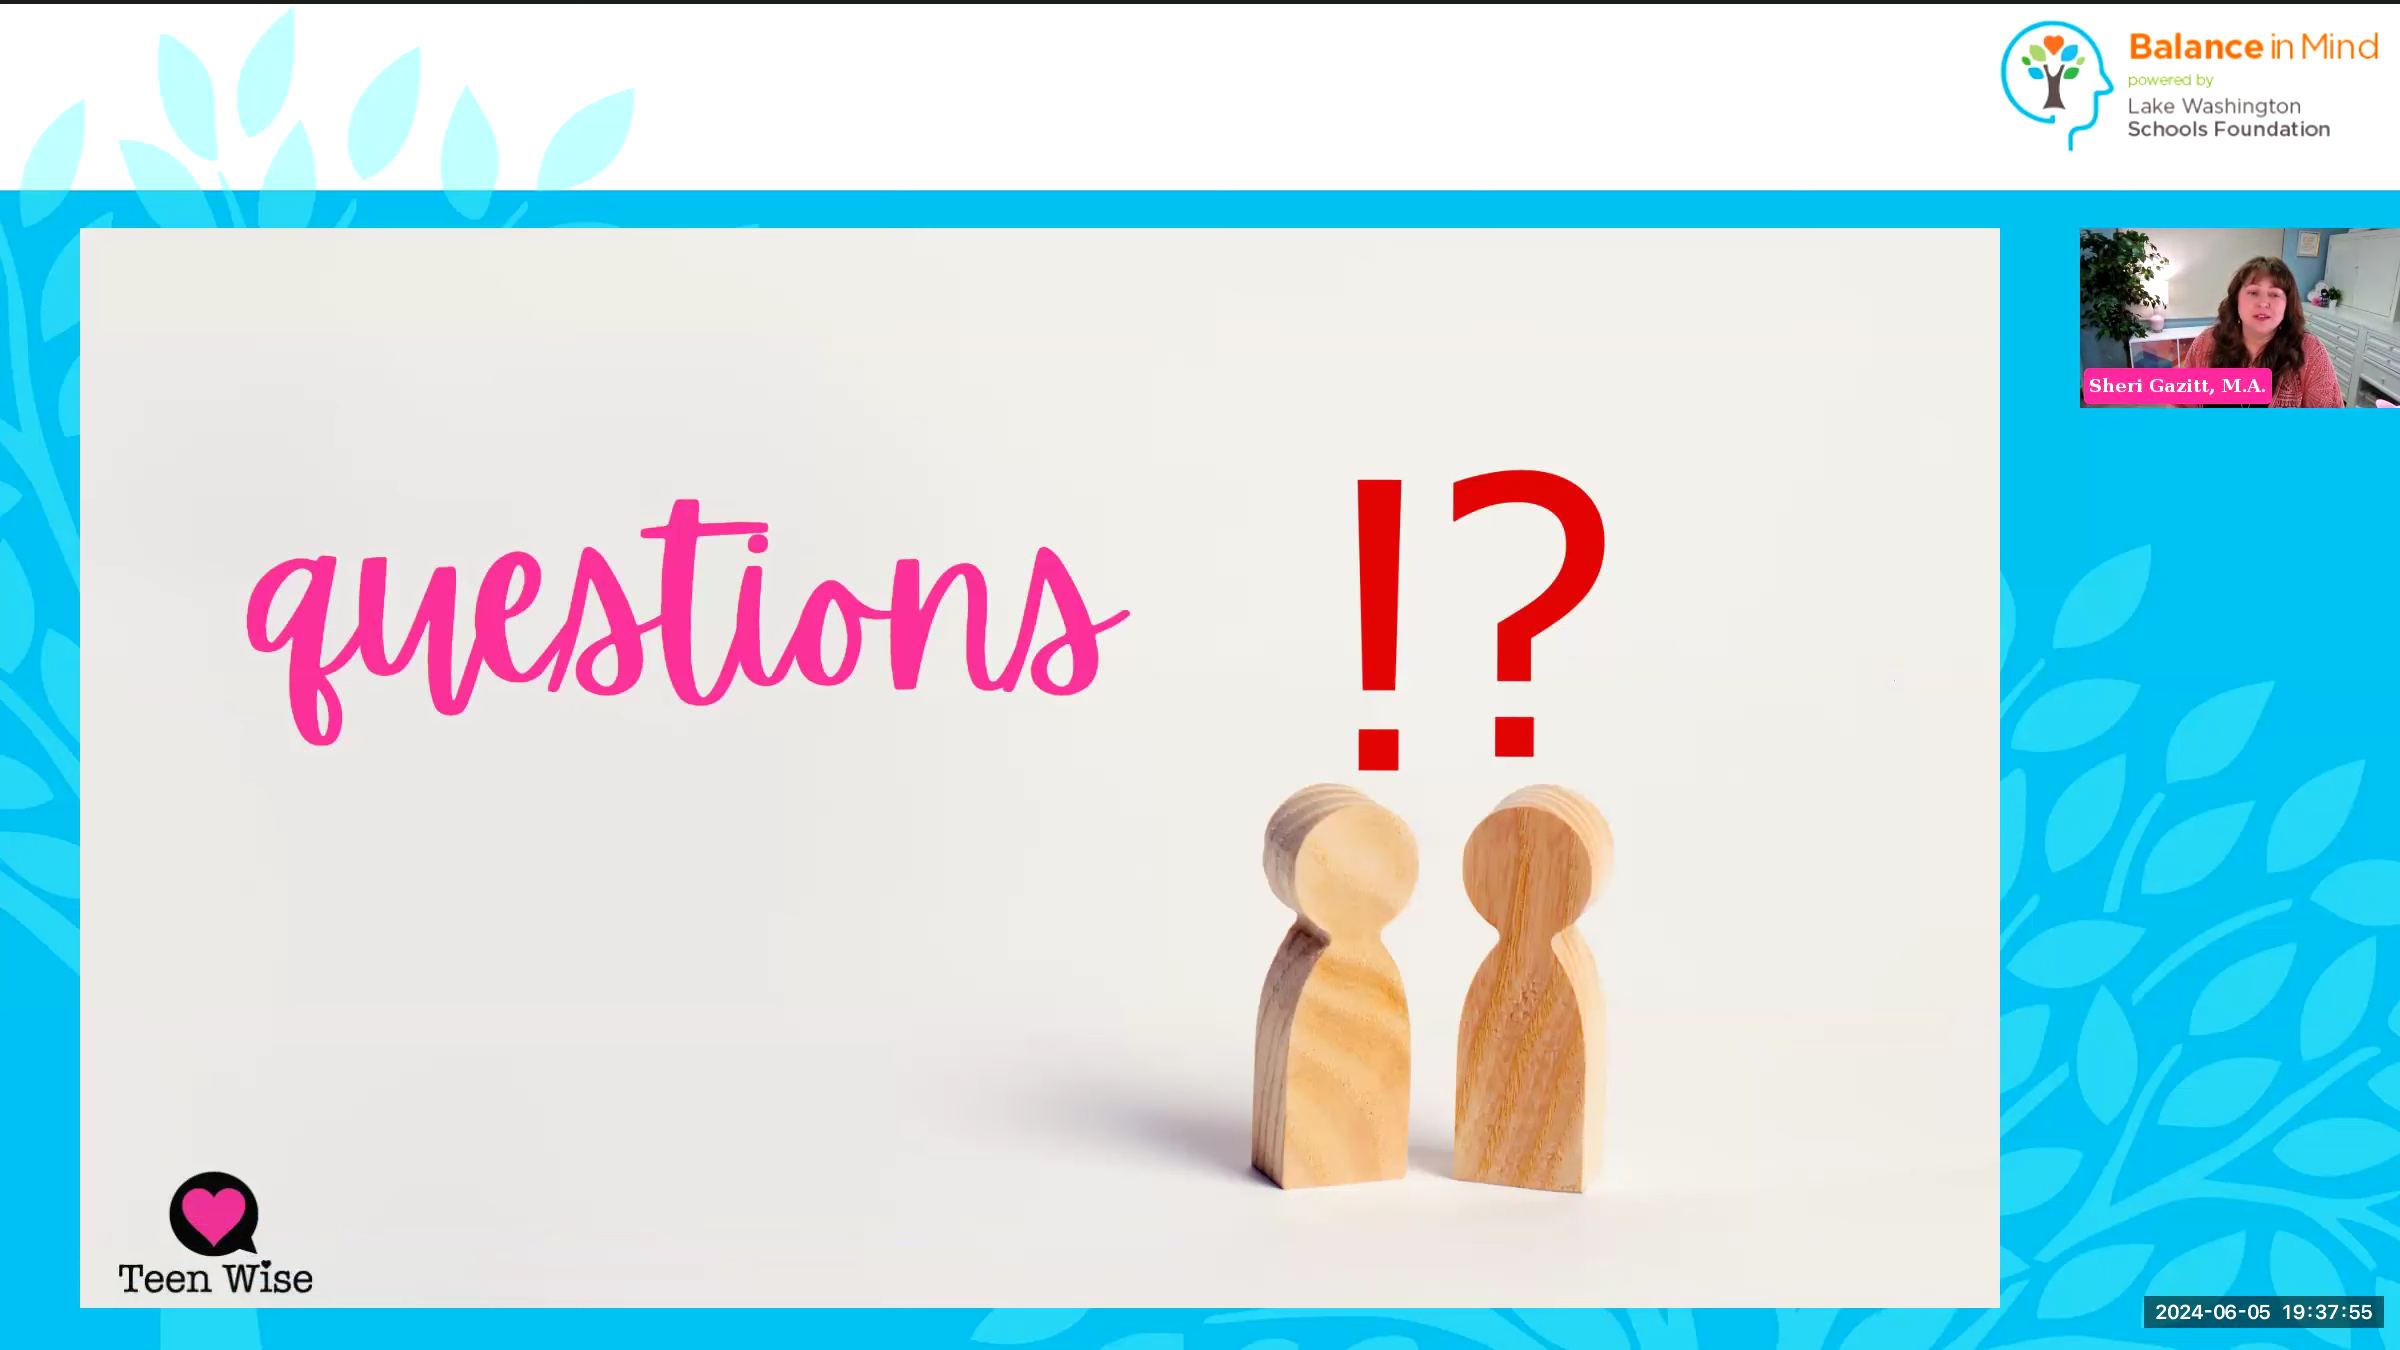 Balance in Mind
powered by
Lake Washington
Schools Foundation
Sheri Gazitt, M.A.
questions
!?
Teen Wise
2024-06-05 19:37:55